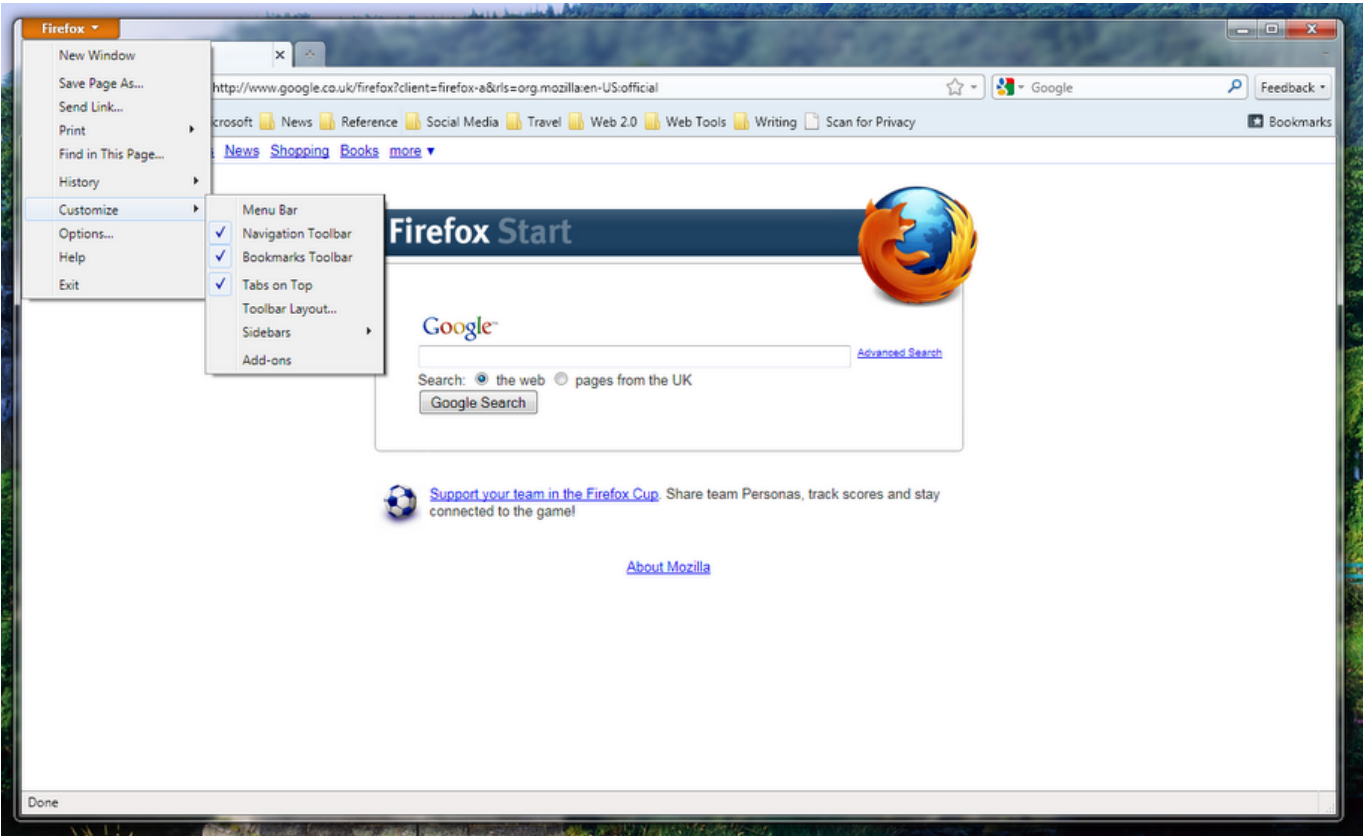 Firefox
New Window
Save Page As...
Send Link...
Print
Find in This Page...
History
Customize
Options...
Help
Exit
Menu Bar
Navigation Toolbar
Bookmarks Toolbar
Tabs on Top
Toolbar Layout...
Sidebars
Add-ons
http://www.google.co.uk/firefox?client=firefox-a&rls=org.mozilla:en-US:official
Google
Feedback
News Reference Social Media Travel Web 2.0 Web Tools Writing Scan for Privacy
Bookmarks
News Shopping Books more
Firefox Start
Google
Advanced Search
Search: the web pages from the UK
Google Search
Support your team in the Firefox Cup. Share team Personas, track scores and stay
connected to the game!
About Mozilla
Done